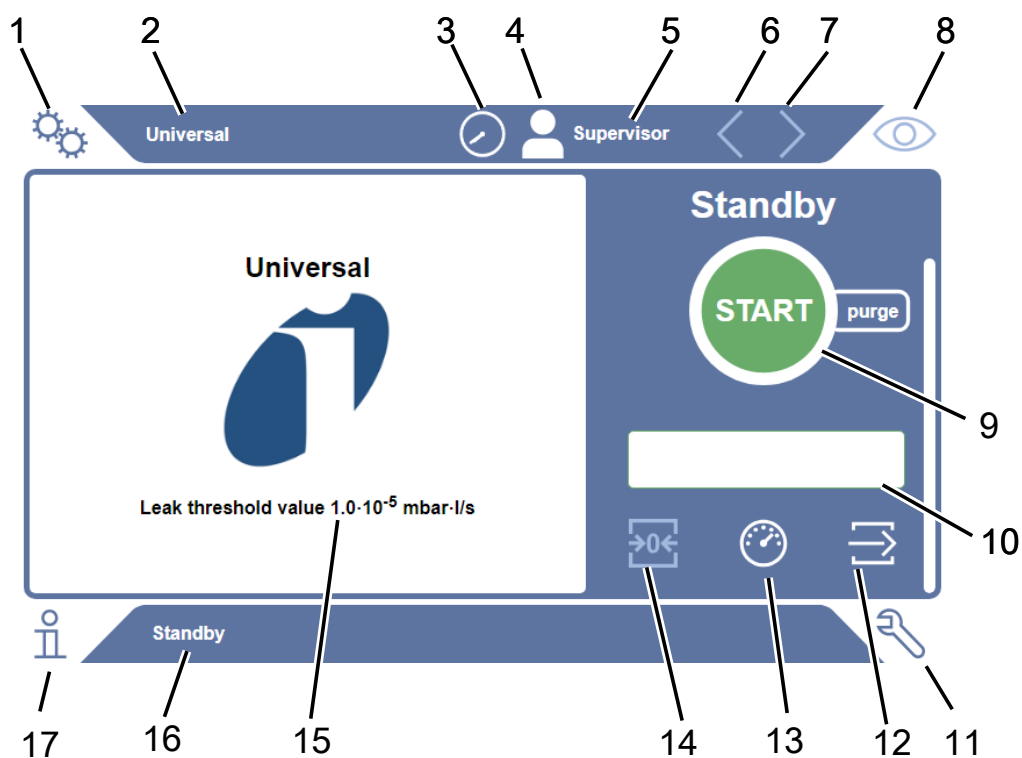 1 2 3 4 5 6 7 8
Universal
Supervisor
Standby
Universal
START
purge
9
Leak threshold value 1.0·10⁻⁵ mbar·l/s
→0←
10
Standby
17 16 15 14 13 12 11